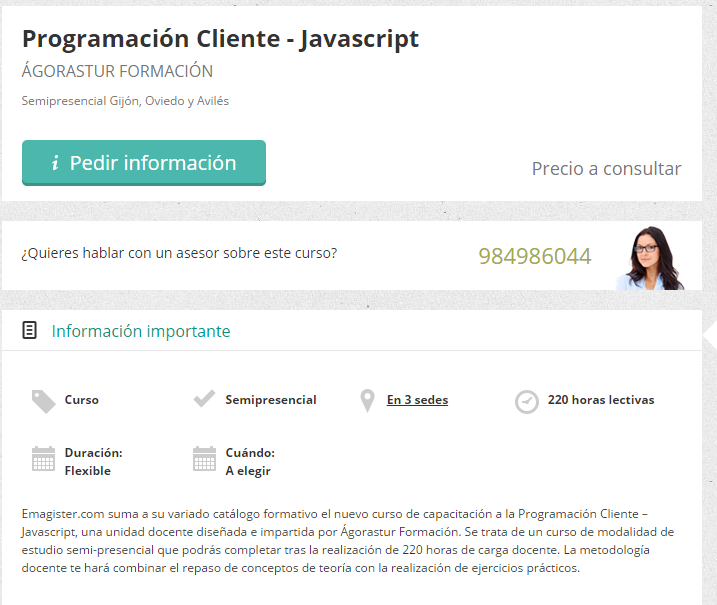 Programación Cliente - Javascript
ÁGORASTUR FORMACIÓN
Semipresencial Gijón, Oviedo y Avilés
i Pedir información
Precio a consultar
¿Quieres hablar con un asesor sobre este curso?
984986044
Información importante
Curso
Semipresencial
En 3 sedes
220 horas lectivas
Duración:
Flexible
Cuándo:
A elegir
Emagister.com suma a su variado catálogo formativo el nuevo curso de capacitación a la Programación Cliente –
Javascript, una unidad docente diseñada e impartida por Ágorastur Formación. Se trata de un curso de modalidad de
estudio semi-presencial que podrás completar tras la realización de 220 horas de carga docente. La metodología
docente te hará combinar el repaso de conceptos de teoría con la realización de ejercicios prácticos.